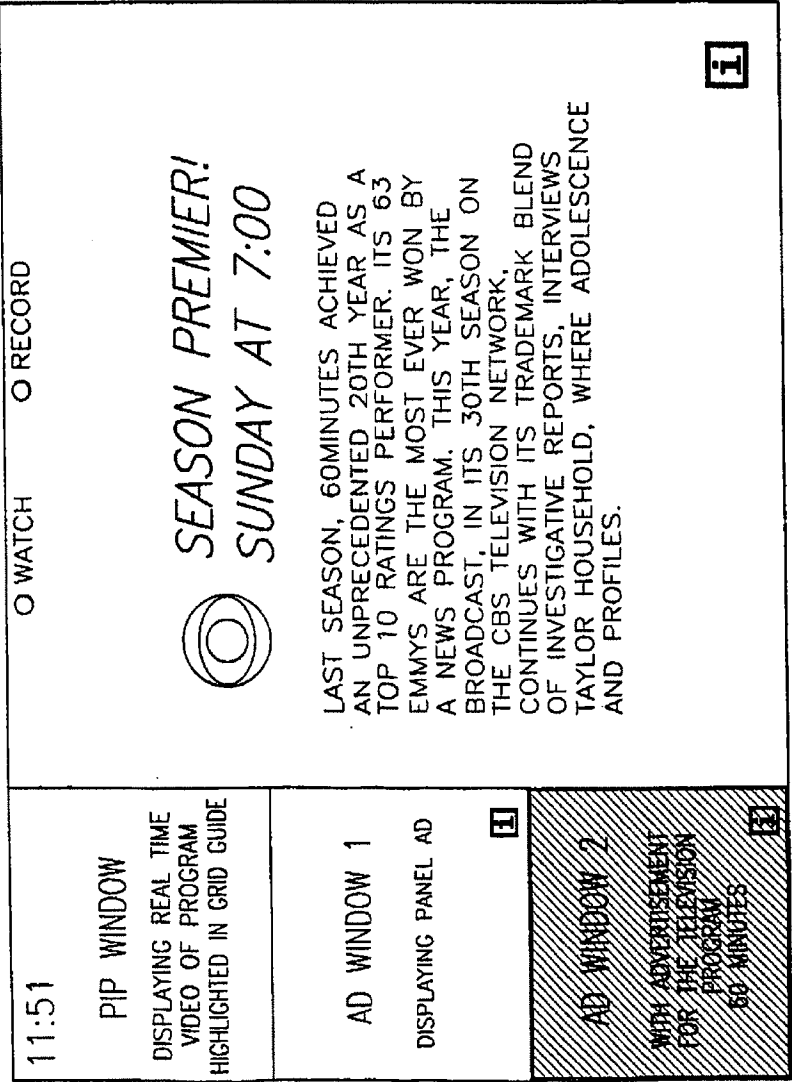 11:51
PIP WINDOW
DISPLAYING REAL TIME
VIDEO OF PROGRAM
HIGHLIGHTED IN GRID GUIDE
AD WINDOW 1
DISPLAYING PANEL AD
i
AD WINDOW 2
WITH ADVERTISEMENT
FOR THE TELEVISION
PROGRAM
60 MINUTES
i
O WATCH
O RECORD
SEASON PREMIER!
SUNDAY AT 7:00
LAST SEASON, 60MINUTES ACHIEVED
AN UNPRECEDENTED 20TH YEAR AS A
TOP 10 RATINGS PERFORMER. ITS 63
EMMYS ARE THE MOST EVER WON BY
A NEWS PROGRAM. THIS YEAR, THE
BROADCAST, IN ITS 30TH SEASON ON
THE CBS TELEVISION NETWORK,
CONTINUES WITH ITS TRADEMARK BLEND
OF INVESTIGATIVE REPORTS, INTERVIEWS
TAYLOR HOUSEHOLD, WHERE ADOLESCENCE
AND PROFILES.
i